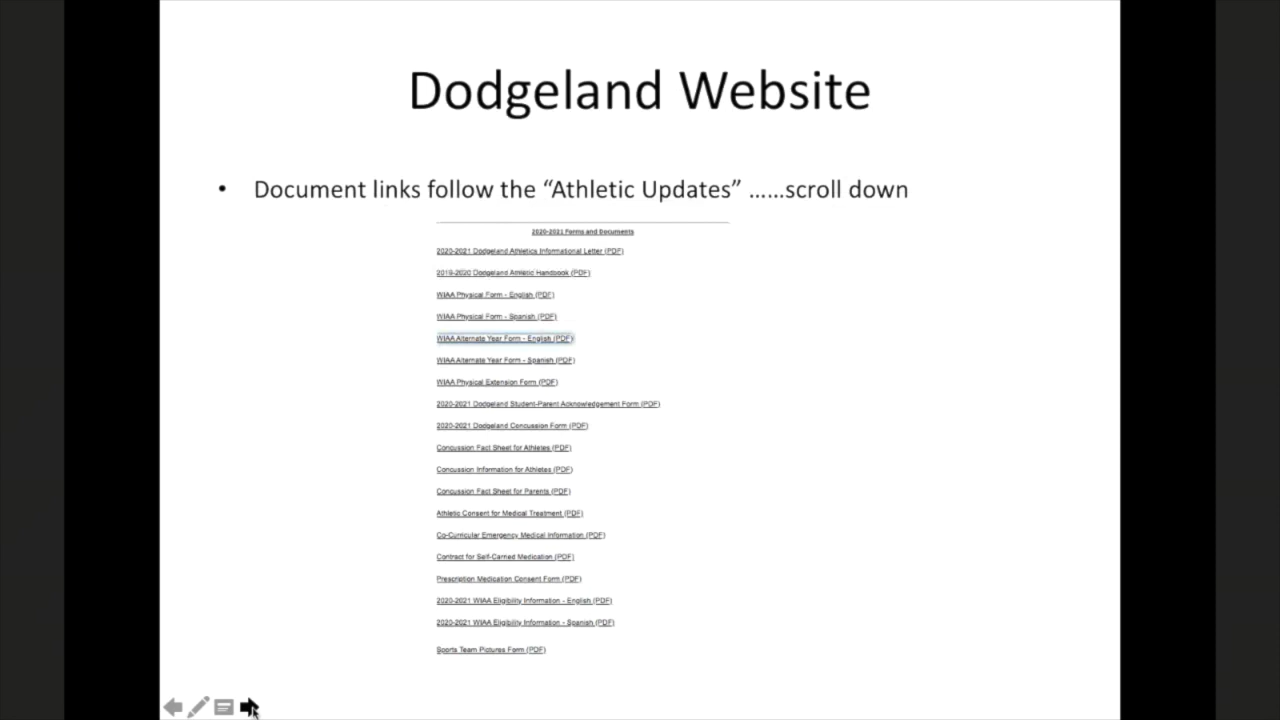 Dodgeland Website
• Document links follow the “Athletic Updates” ……scroll down
2020-2021 Forms and Documents
2020-2021 Dodgeland Athletics Informational Letter (PDF)
2019-2020 Dodgeland Athletic Handbook (PDF)
WIAA Physical Form - English (PDF)
WIAA Physical Form - Spanish (PDF)
WIAA Alternate Year Form - English (PDF)
WIAA Alternate Year Form - Spanish (PDF)
WIAA Physical Extension Form (PDF)
2020-2021 Dodgeland Student-Parent Acknowledgement Form (PDF)
2020-2021 Dodgeland Concussion Form (PDF)
Concussion Fact Sheet for Athletes (PDF)
Concussion Information for Athletes (PDF)
Concussion Fact Sheet for Parents (PDF)
Athletic Consent for Medical Treatment (PDF)
Co-Curricular Emergency Medical Information (PDF)
Contract for Self-Carried Medication (PDF)
Prescription Medication Consent Form (PDF)
2020-2021 WIAA Eligibility Information - English (PDF)
2020-2021 WIAA Eligibility Information - Spanish (PDF)
Sports Team Pictures Form (PDF)